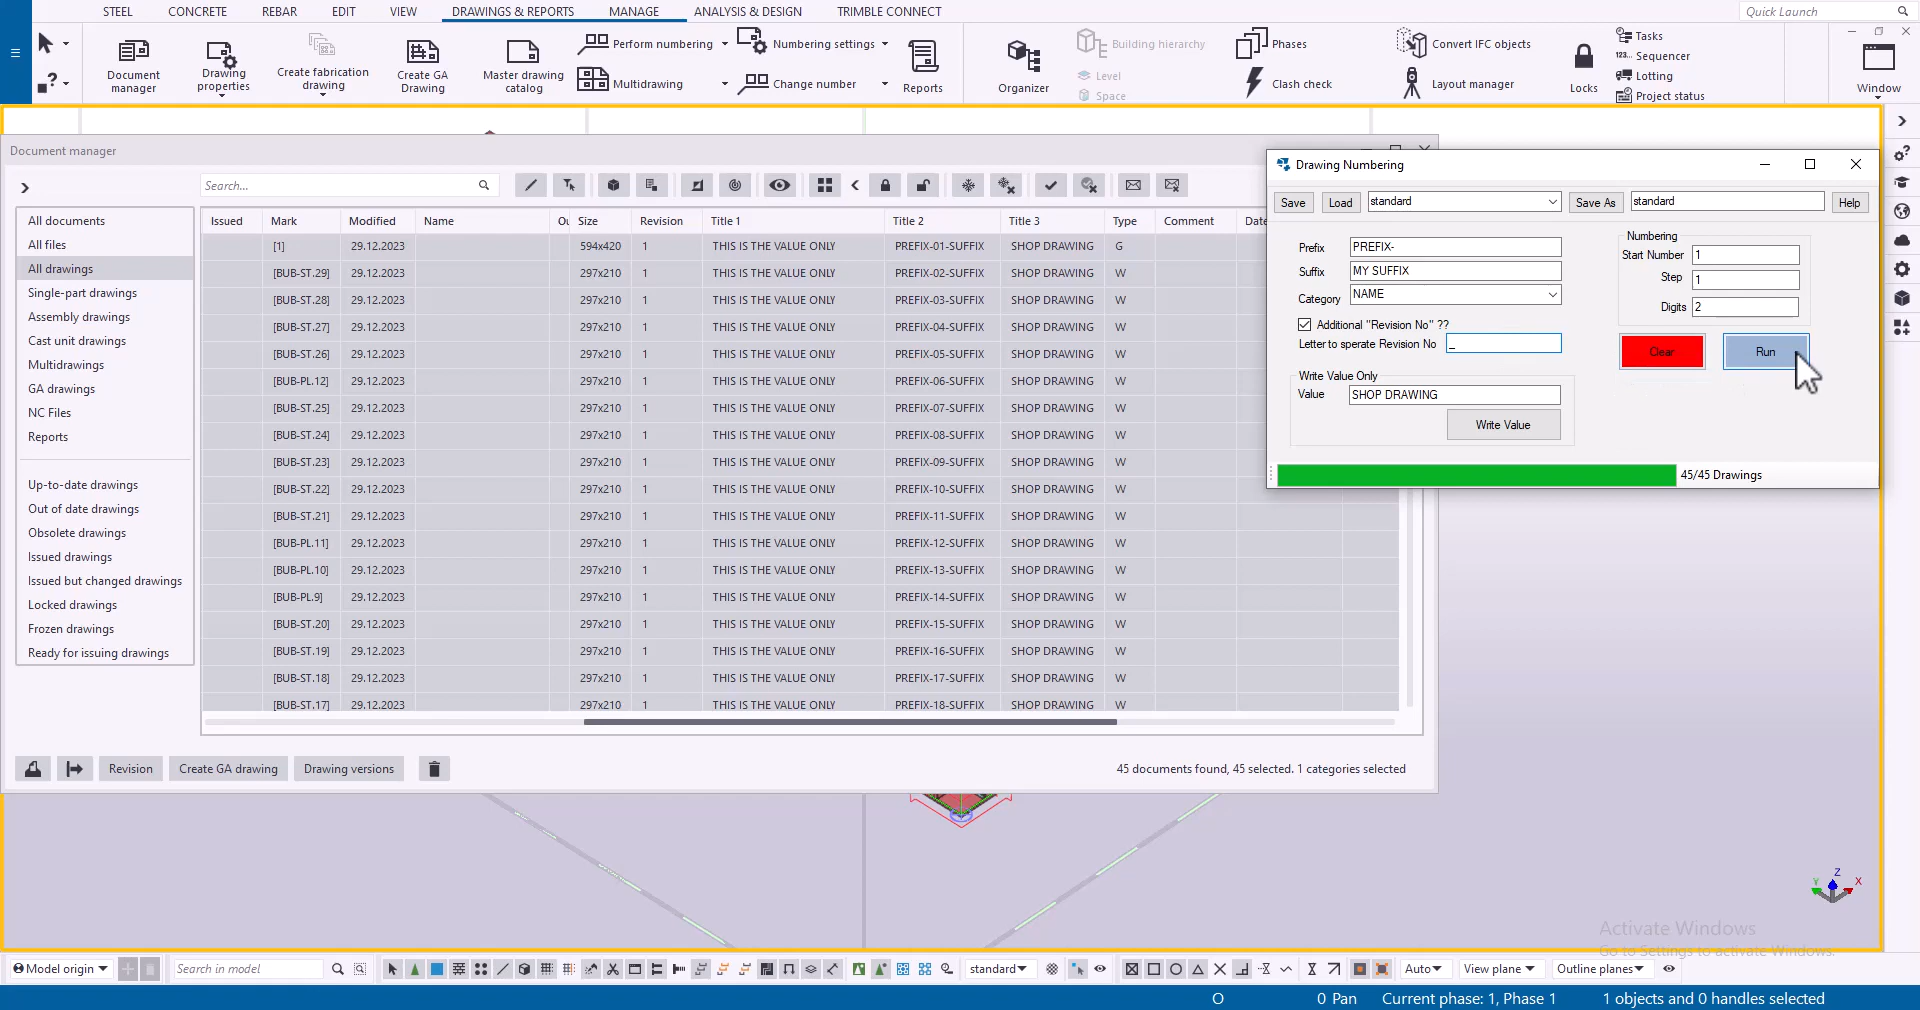 STEEL CONCRETE REBAR EDIT VIEW DRAWINGS & REPORTS MANAGE ANALYSIS & DESIGN TRIMBLE CONNECT Quick Launch
Document manager
Drawing properties
Create fabrication drawing
Create GA Drawing
Master drawing catalog
Perform numbering
Multidrawing
Numbering settings
Change number
Reports
Organizer
Building hierarchy
Level
Space
Phases
Clash check
Convert IFC objects
Layout manager
Locks
Tasks
123... Sequencer
Lotting
Project status
Window
Document manager
Search...
All documents
All files
All drawings
Single-part drawings
Assembly drawings
Cast unit drawings
Multidrawings
GA drawings
NC Files
Reports
Up-to-date drawings
Out of date drawings
Obsolete drawings
Issued drawings
Issued but changed drawings
Locked drawings
Frozen drawings
Ready for issuing drawings
Issued Mark Modified Name Ou Size Revision Title 1 Title 2 Title 3 Type Comment Date
[1] 29.12.2023 594x420 1 THIS IS THE VALUE ONLY PREFIX-01-SUFFIX SHOP DRAWING G
[BUB-ST.29] 29.12.2023 297x210 1 THIS IS THE VALUE ONLY PREFIX-02-SUFFIX SHOP DRAWING W
[BUB-ST.28] 29.12.2023 297x210 1 THIS IS THE VALUE ONLY PREFIX-03-SUFFIX SHOP DRAWING W
[BUB-ST.27] 29.12.2023 297x210 1 THIS IS THE VALUE ONLY PREFIX-04-SUFFIX SHOP DRAWING W
[BUB-ST.26] 29.12.2023 297x210 1 THIS IS THE VALUE ONLY PREFIX-05-SUFFIX SHOP DRAWING W
[BUB-PL.12] 29.12.2023 297x210 1 THIS IS THE VALUE ONLY PREFIX-06-SUFFIX SHOP DRAWING W
[BUB-ST.25] 29.12.2023 297x210 1 THIS IS THE VALUE ONLY PREFIX-07-SUFFIX SHOP DRAWING W
[BUB-ST.24] 29.12.2023 297x210 1 THIS IS THE VALUE ONLY PREFIX-08-SUFFIX SHOP DRAWING W
[BUB-ST.23] 29.12.2023 297x210 1 THIS IS THE VALUE ONLY PREFIX-09-SUFFIX SHOP DRAWING W
[BUB-ST.22] 29.12.2023 297x210 1 THIS IS THE VALUE ONLY PREFIX-10-SUFFIX SHOP DRAWING W
[BUB-ST.21] 29.12.2023 297x210 1 THIS IS THE VALUE ONLY PREFIX-11-SUFFIX SHOP DRAWING W
[BUB-PL.11] 29.12.2023 297x210 1 THIS IS THE VALUE ONLY PREFIX-12-SUFFIX SHOP DRAWING W
[BUB-PL.10] 29.12.2023 297x210 1 THIS IS THE VALUE ONLY PREFIX-13-SUFFIX SHOP DRAWING W
[BUB-PL.9] 29.12.2023 297x210 1 THIS IS THE VALUE ONLY PREFIX-14-SUFFIX SHOP DRAWING W
[BUB-ST.20] 29.12.2023 297x210 1 THIS IS THE VALUE ONLY PREFIX-15-SUFFIX SHOP DRAWING W
[BUB-ST.19] 29.12.2023 297x210 1 THIS IS THE VALUE ONLY PREFIX-16-SUFFIX SHOP DRAWING W
[BUB-ST.18] 29.12.2023 297x210 1 THIS IS THE VALUE ONLY PREFIX-17-SUFFIX SHOP DRAWING W
[BUB-ST.17] 29.12.2023 297x210 1 THIS IS THE VALUE ONLY PREFIX-18-SUFFIX SHOP DRAWING W
Revision Create GA drawing Drawing versions
45 documents found, 45 selected. 1 categories selected
Drawing Numbering
Save Load standard Save As standard Help
Prefix PREFIX-
Suffix MY SUFFIX
Category NAME
Additional "Revision No" ??
Letter to sperate Revision No _
Write Value Only
Value SHOP DRAWING
Write Value
Numbering
Start Number 1
Step 1
Digits 2
Clear Run
45/45 Drawings
Z
Y X
Activate Windows
Go to Settings to activate Windows.
Model origin Search in model standard Auto View plane Outline planes
O 0 Pan Current phase: 1, Phase 1 1 objects and 0 handles selected